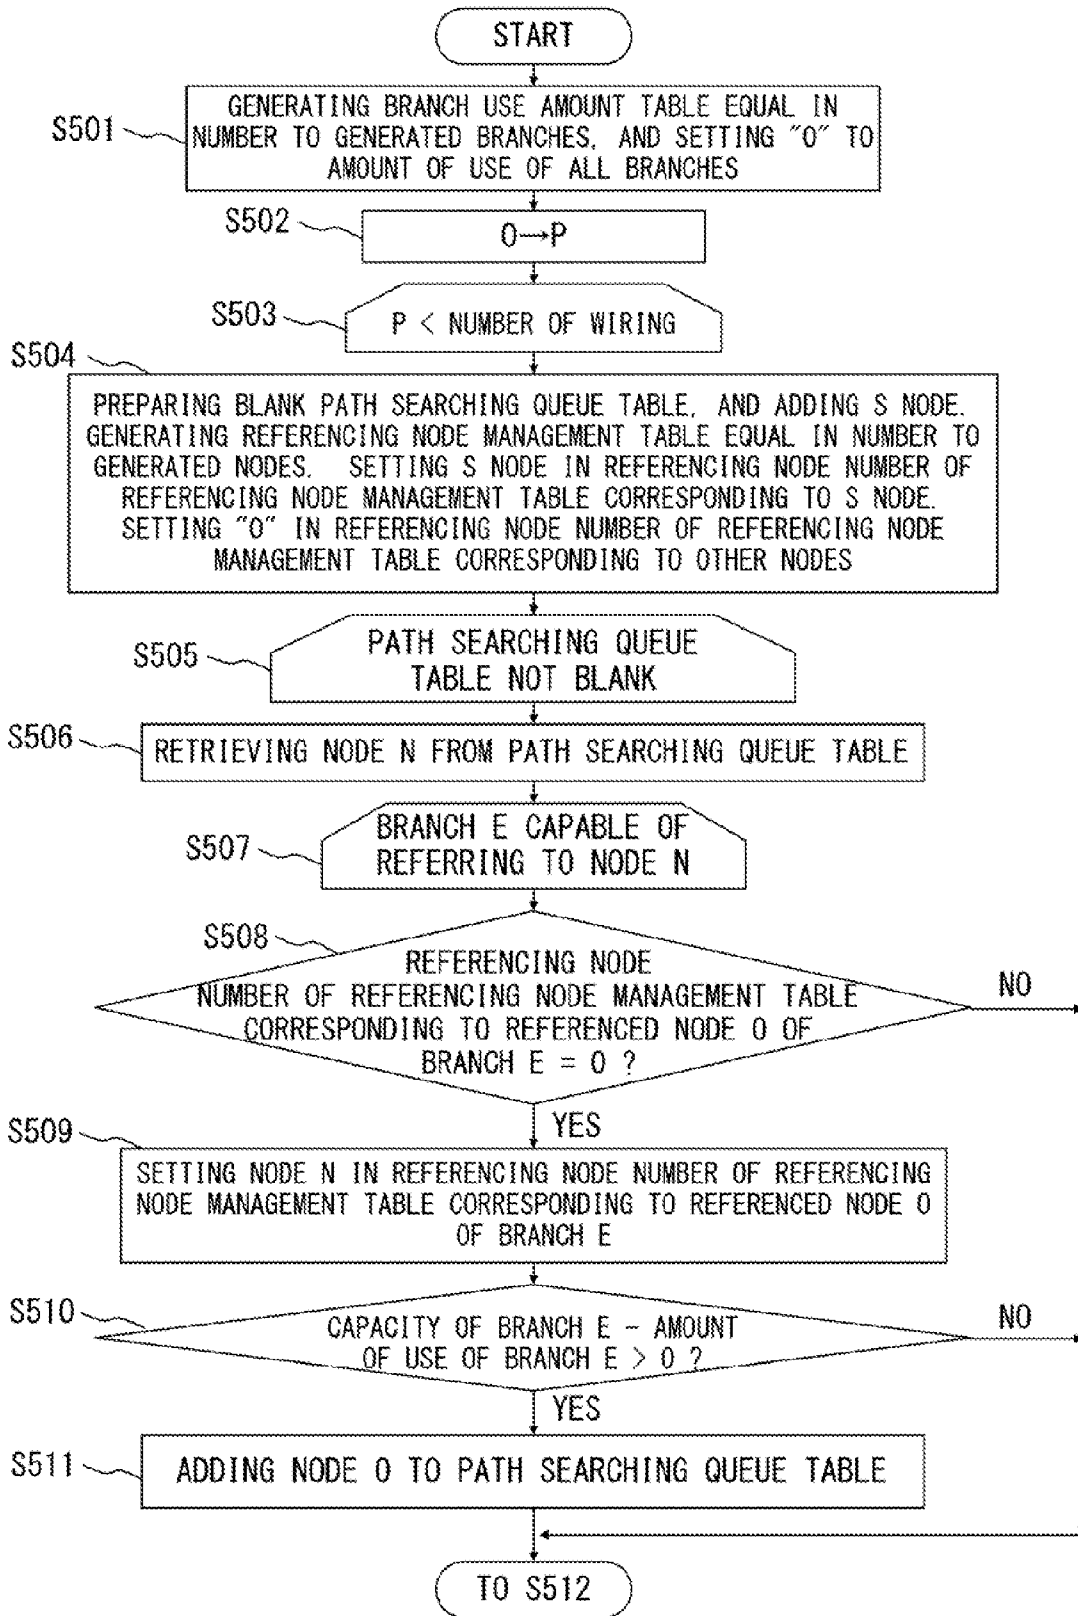 START
S501
GENERATING BRANCH USE AMOUNT TABLE EQUAL IN
NUMBER TO GENERATED BRANCHES, AND SETTING "0" TO
AMOUNT OF USE OF ALL BRANCHES
S502
0→P
S503
P < NUMBER OF WIRING
S504
PREPARING BLANK PATH SEARCHING QUEUE TABLE, AND ADDING S NODE.
GENERATING REFERENCING NODE MANAGEMENT TABLE EQUAL IN NUMBER TO
GENERATED NODES. SETTING S NODE IN REFERENCING NODE NUMBER OF
REFERENCING NODE MANAGEMENT TABLE CORRESPONDING TO S NODE.
SETTING "0" IN REFERENCING NODE NUMBER OF REFERENCING NODE
MANAGEMENT TABLE CORRESPONDING TO OTHER NODES
S505
PATH SEARCHING QUEUE
TABLE NOT BLANK
S506
RETRIEVING NODE N FROM PATH SEARCHING QUEUE TABLE
S507
BRANCH E CAPABLE OF
REFERRING TO NODE N
S508
REFERENCING NODE
NUMBER OF REFERENCING NODE MANAGEMENT TABLE
CORRESPONDING TO REFERENCED NODE O OF
BRANCH E = 0 ?
NO
YES
S509
SETTING NODE N IN REFERENCING NODE NUMBER OF REFERENCING
NODE MANAGEMENT TABLE CORRESPONDING TO REFERENCED NODE O
OF BRANCH E
S510
CAPACITY OF BRANCH E - AMOUNT
OF USE OF BRANCH E > 0 ?
NO
YES
S511
ADDING NODE O TO PATH SEARCHING QUEUE TABLE
TO S512